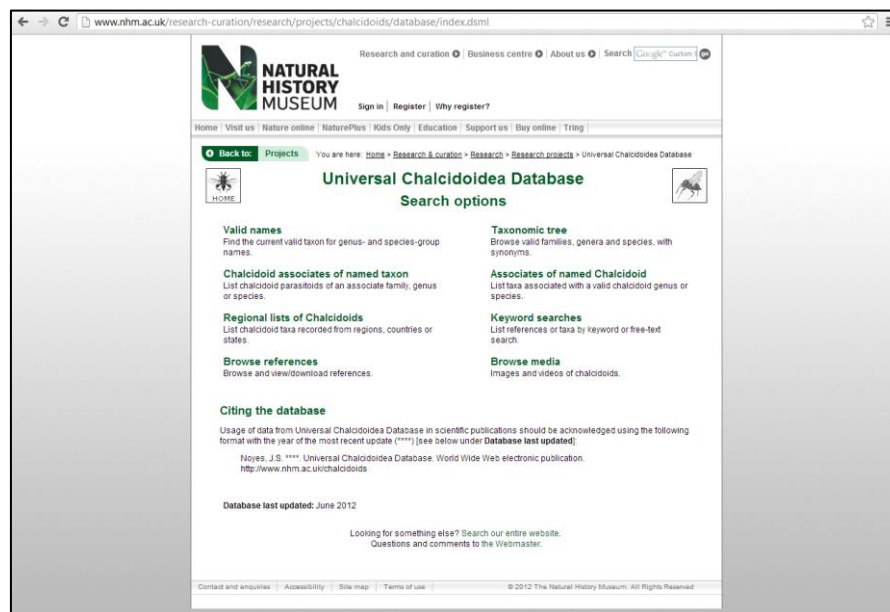 www.nhm.ac.uk/research-curation/research/projects/chalcidoids/database/index.dsml
Research and curation | Business centre | About us | Search Google™ Custom go
NATURAL
HISTORY
MUSEUM
Sign in | Register | Why register?
Home | Visit us | Nature online | NaturePlus | Kids Only | Education | Support us | Buy online | Tring
Back to: Projects You are here: Home > Research & curation > Research > Research projects > Universal Chalcidoidea Database
HOME
Universal Chalcidoidea Database
Search options
Valid names
Find the current valid taxon for genus- and species-group
names.
Taxonomic tree
Browse valid families, genera and species, with
synonyms.
Chalcidoid associates of named taxon
List chalcidoid parasitoids of an associate family, genus
or species.
Associates of named Chalcidoid
List taxa associated with a valid chalcidoid genus or
species.
Regional lists of Chalcidoids
List chalcidoid taxa recorded from regions, countries or
states.
Keyword searches
List references or taxa by keyword or free-text
search.
Browse references
Browse and view/download references.
Browse media
Images and videos of chalcidoids.
Citing the database
Usage of data from Universal Chalcidoidea Database in scientific publications should be acknowledged using the following
format with the year of the most recent update (****) [see below under Database last updated]:
Noyes, J.S. ****. Universal Chalcidoidea Database. World Wide Web electronic publication.
http://www.nhm.ac.uk/chalcidoids
Database last updated: June 2012
Looking for something else? Search our entire website.
Questions and comments to the Webmaster.
Contact and enquiries | Accessibility | Site map | Terms of use | © 2012 The Natural History Museum. All Rights Reserved